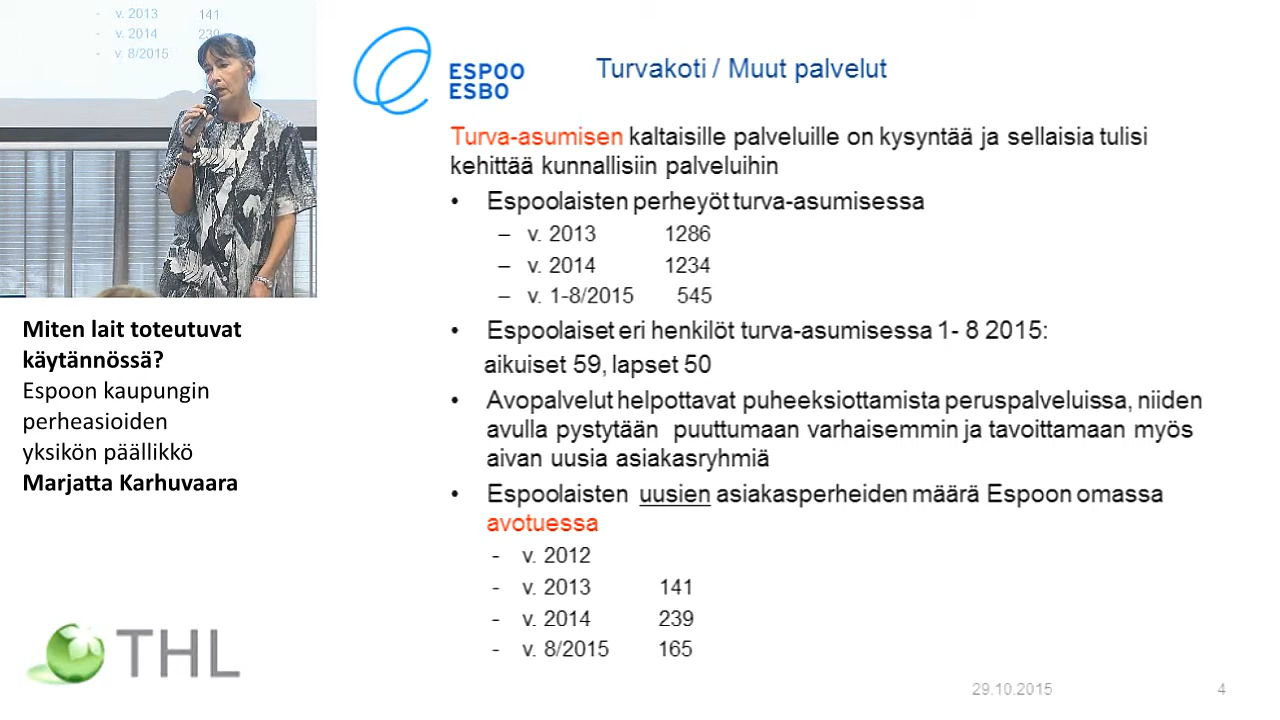 - v. 2013 141
- v. 2014 239
- v. 8/2015
ESPOO
ESBO
Turvakoti / Muut palvelut
Turva-asumisen kaltaisille palveluille on kysyntää ja sellaisia tulisi
kehittää kunnallisiin palveluihin
• Espoolaisten perheyöt turva-asumisessa
– v. 2013 1286
– v. 2014 1234
– v. 1-8/2015 545
• Espoolaiset eri henkilöt turva-asumisessa 1- 8 2015:
aikuiset 59, lapset 50
• Avopalvelut helpottavat puheeksiottamista peruspalveluissa, niiden
avulla pystytään puuttumaan varhaisemmin ja tavoittamaan myös
aivan uusia asiakasryhmiä
• Espoolaisten uusien asiakasperheiden määrä Espoon omassa
avotuessa
- v. 2012
- v. 2013 141
- v. 2014 239
- v. 8/2015 165
29.10.2015 4
Miten lait toteutuvat
käytännössä?
Espoon kaupungin
perheasioiden
yksikön päällikkö
Marjatta Karhuvaara
THL